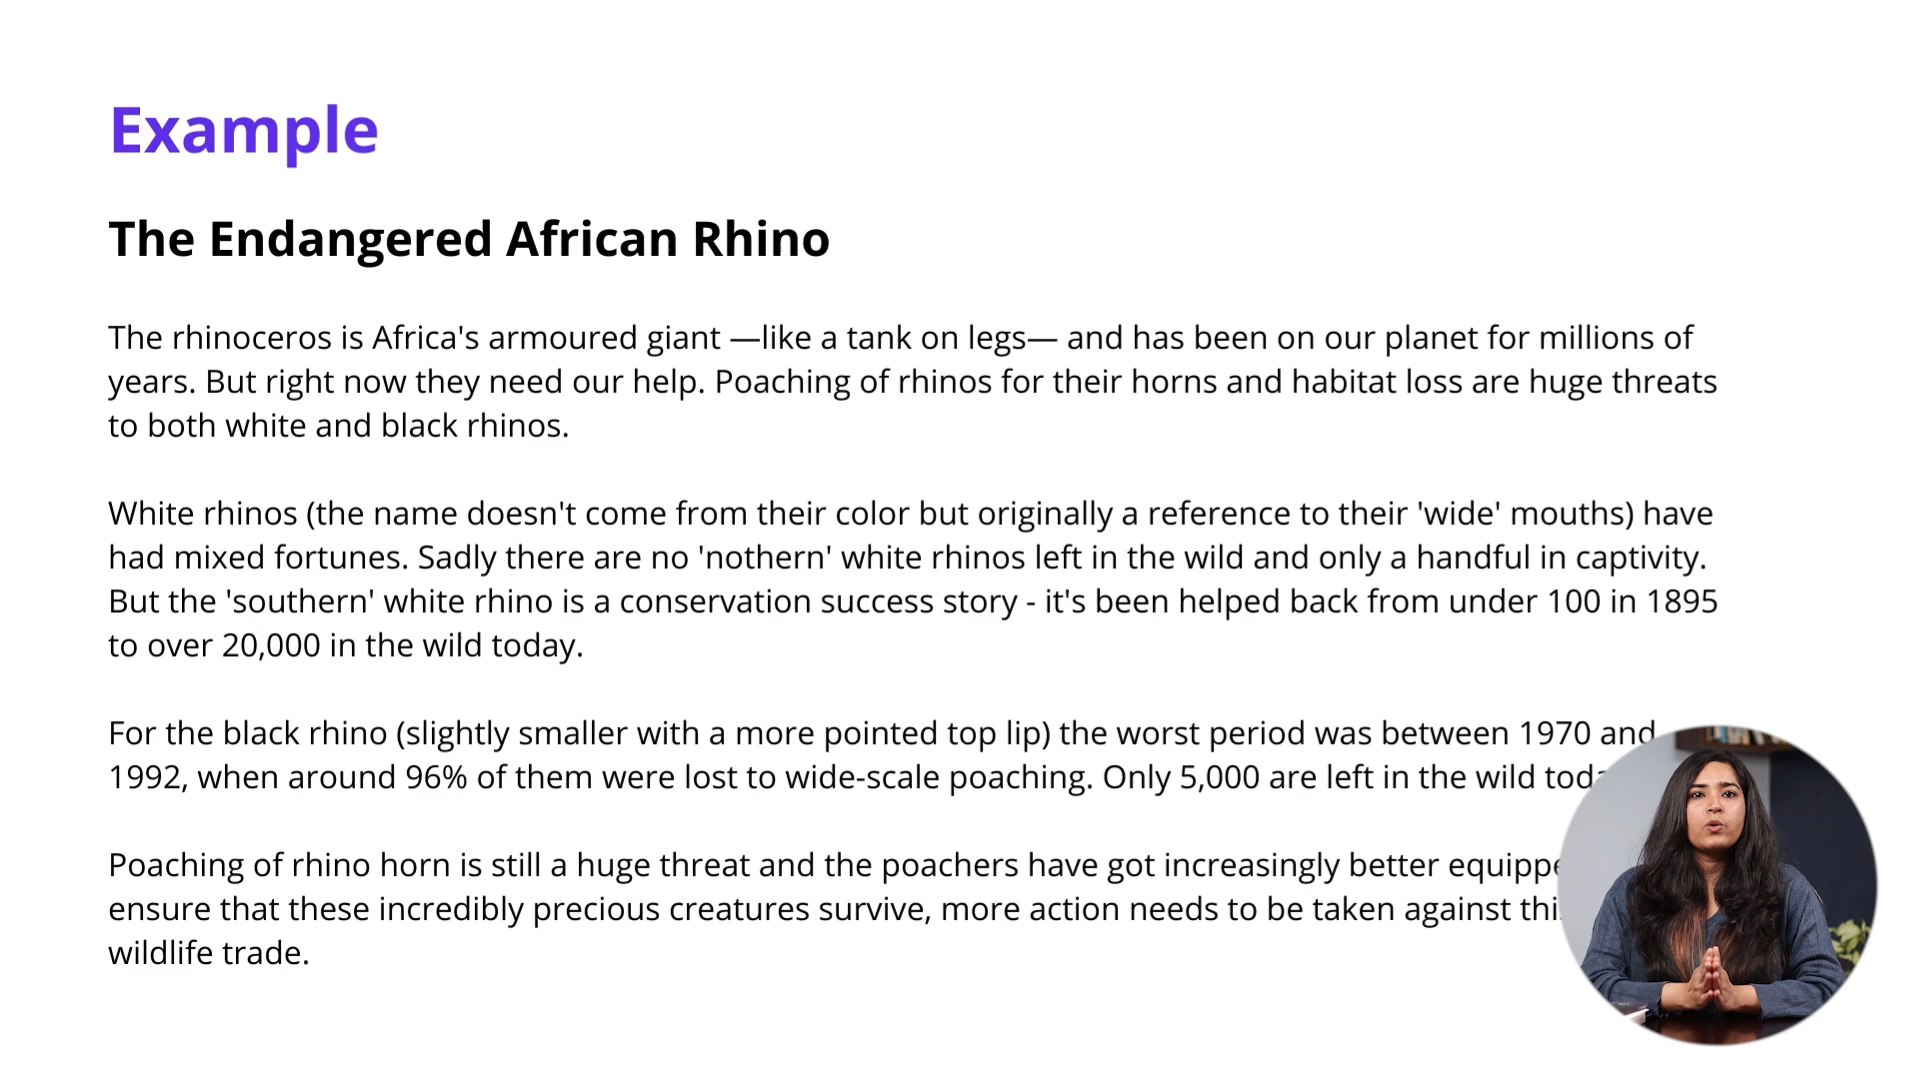 Example
The Endangered African Rhino
The rhinoceros is Africa's armoured giant —like a tank on legs— and has been on our planet for millions of
years. But right now they need our help. Poaching of rhinos for their horns and habitat loss are huge threats
to both white and black rhinos.
White rhinos (the name doesn't come from their color but originally a reference to their 'wide' mouths) have
had mixed fortunes. Sadly there are no 'nothern' white rhinos left in the wild and only a handful in captivity.
But the 'southern' white rhino is a conservation success story - it's been helped back from under 100 in 1895
to over 20,000 in the wild today.
For the black rhino (slightly smaller with a more pointed top lip) the worst period was between 1970 and
1992, when around 96% of them were lost to wide-scale poaching. Only 5,000 are left in the wild
Poaching of rhino horn is still a huge threat and the poachers have got increasingly better
ensure that these incredibly precious creatures survive, more action needs to be taken against
wildlife trade.